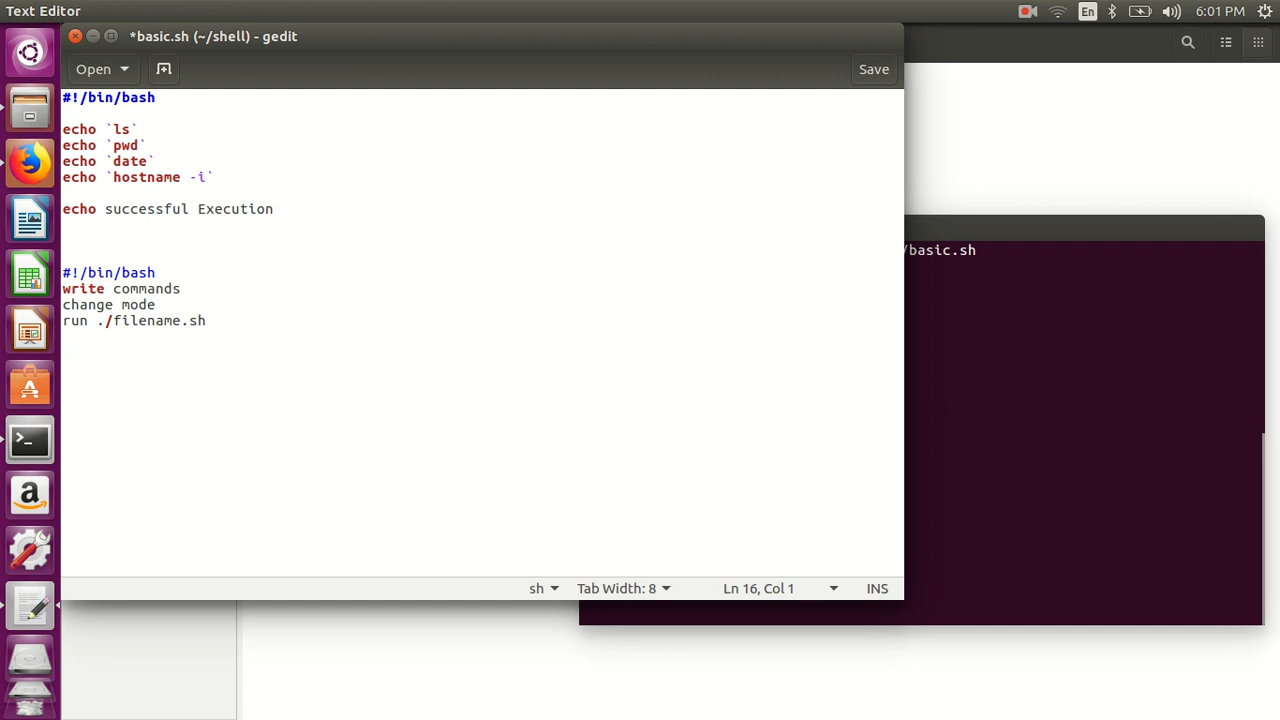 Text Editor
En
6:01 PM
*basic.sh (~/shell) - gedit
Open
Save
#!/bin/bash
echo `ls`
echo `pwd`
echo `date`
echo `hostname -i`
echo successful Execution
#!/bin/bash
write commands
change mode
run ./filename.sh
/basic.sh
sh
Tab Width: 8
Ln 16, Col 1
INS